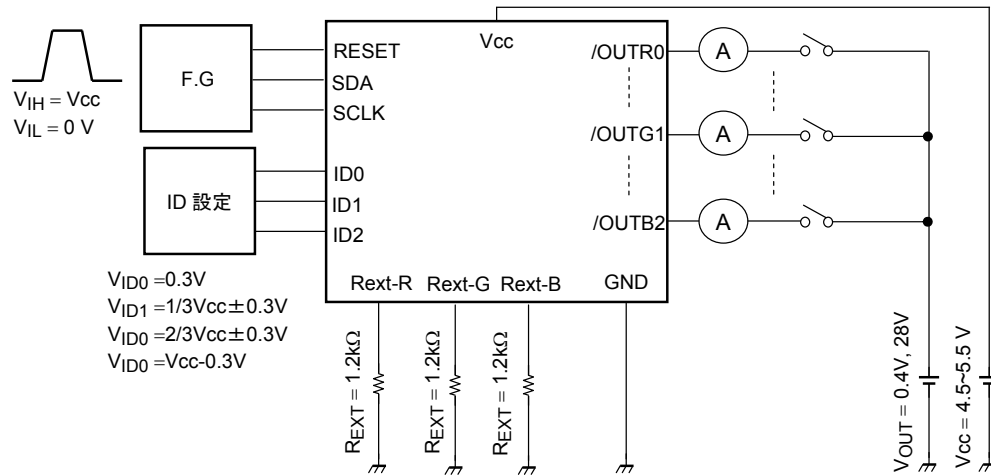 Vcc
F.G
RESET
SDA
SCLK
VIH = Vcc
VIL = 0 V
ID 設定
ID0
ID1
ID2
/OUTR0
A
/OUTG1
A
/OUTB2
A
VID0 =0.3V
VID1 =1/3Vcc±0.3V
VID0 =2/3Vcc±0.3V
VID0 =Vcc-0.3V
Rext-R
Rext-G
Rext-B
GND
REXT = 1.2kΩ
REXT = 1.2kΩ
REXT = 1.2kΩ
VOUT = 0.4V, 28V
Vcc = 4.5~5.5 V